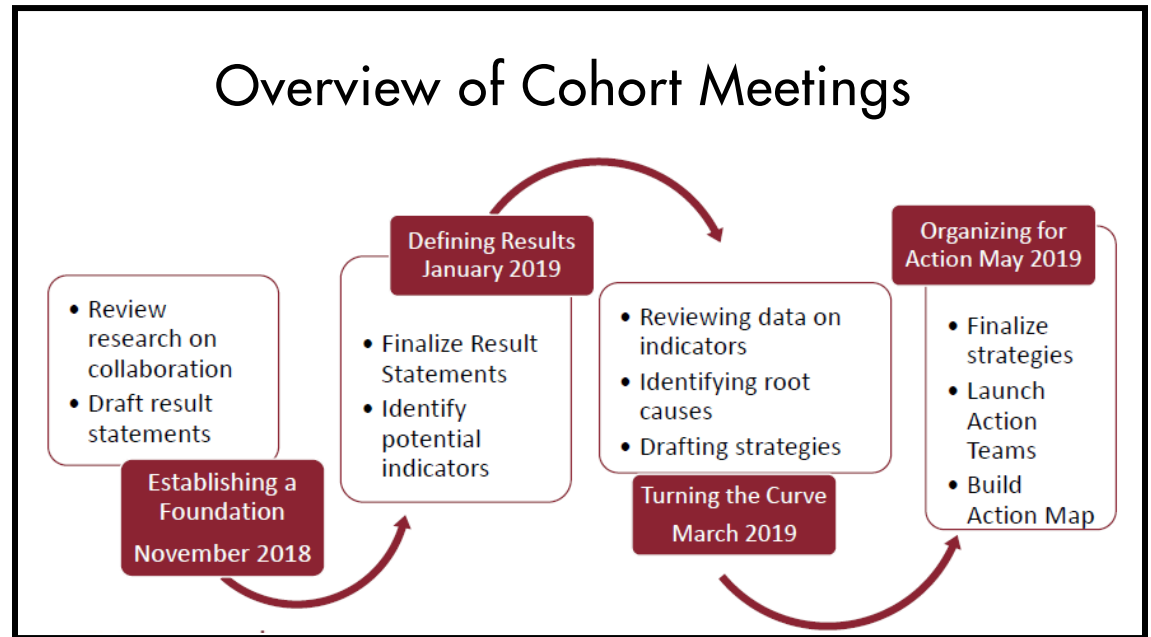 Overview of Cohort Meetings
• Review
research on
collaboration
• Draft result
statements
Establishing a
Foundation
November 2018
Defining Results
January 2019
• Finalize Result
Statements
• Identify
potential
indicators
• Reviewing data on
indicators
• Identifying root
causes
• Drafting strategies
Turning the Curve
March 2019
Organizing for
Action May 2019
• Finalize
strategies
• Launch
Action
Teams
• Build
Action Map